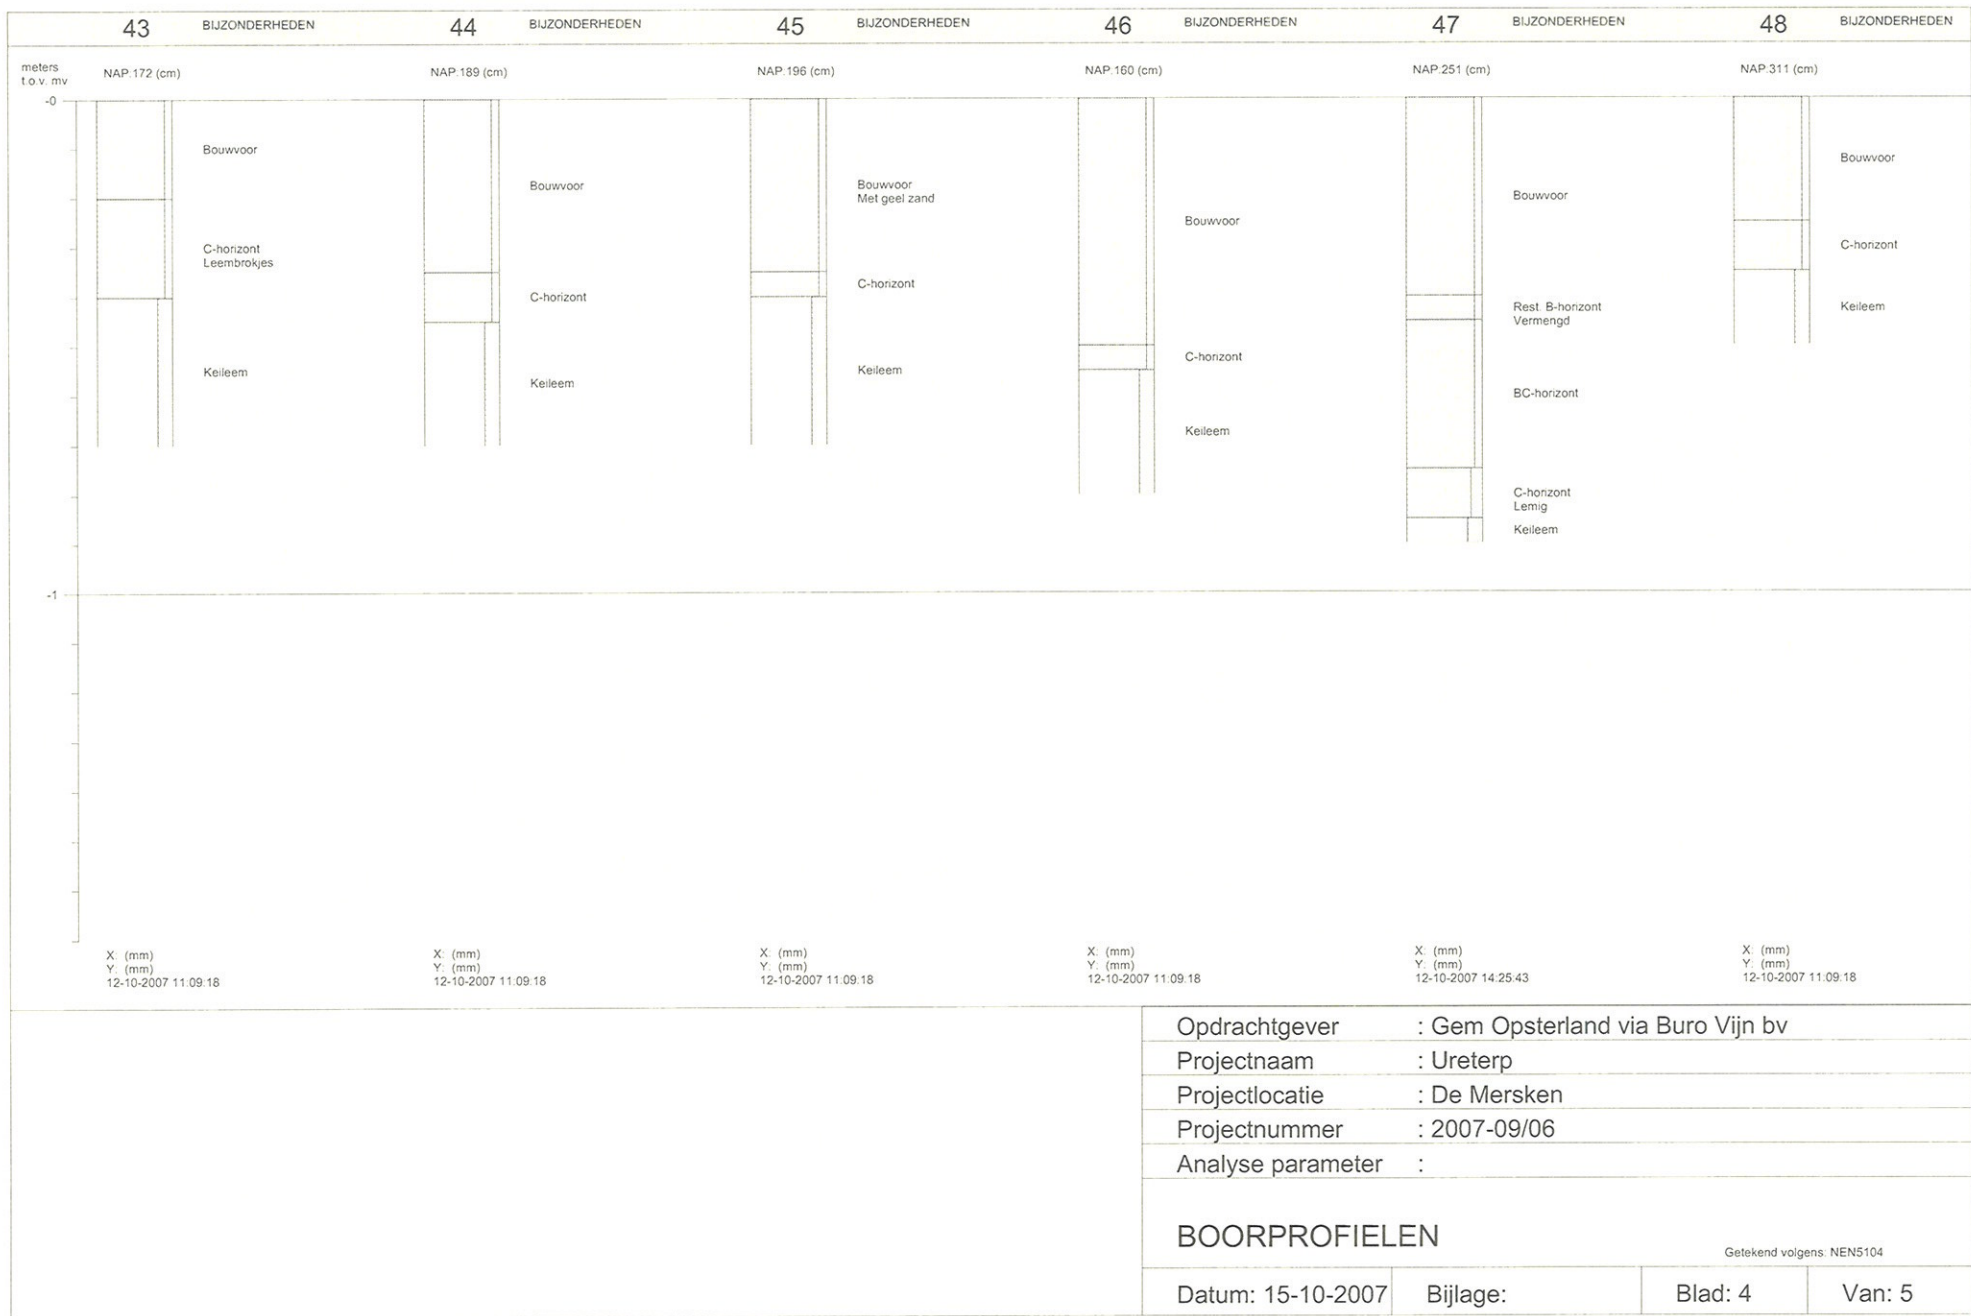 43 BIJZONDERHEDEN 44 BIJZONDERHEDEN 45 BIJZONDERHEDEN 46 BIJZONDERHEDEN 47 BIJZONDERHEDEN 48 BIJZONDERHEDEN
meters
t.o.v. mv
NAP:172 (cm) NAP:189 (cm) NAP:196 (cm) NAP:160 (cm) NAP:251 (cm) NAP:311 (cm)
-0
Bouwvoor
C-horizont
Leembrokjes
Keileem
Bouwvoor
C-horizont
Keileem
Bouwvoor
Met geel zand
C-horizont
Keileem
Bouwvoor
C-horizont
Keileem
Bouwvoor
Rest. B-horizont
Vermengd
BC-horizont
C-horizont
Lemig
Keileem
Bouwvoor
C-horizont
Keileem
-1
X: (mm)
Y: (mm)
12-10-2007 11:09:18
X: (mm)
Y: (mm)
12-10-2007 11:09:18
X: (mm)
Y: (mm)
12-10-2007 11:09:18
X: (mm)
Y: (mm)
12-10-2007 11:09:18
X: (mm)
Y: (mm)
12-10-2007 14:25:43
X: (mm)
Y: (mm)
12-10-2007 11:09:18
Opdrachtgever : Gem Opsterland via Buro Vijn bv
Projectnaam : Ureterp
Projectlocatie : De Mersken
Projectnummer : 2007-09/06
Analyse parameter :
BOORPROFIELEN
Getekend volgens: NEN5104
Datum: 15-10-2007 Bijlage: Blad: 4 Van: 5